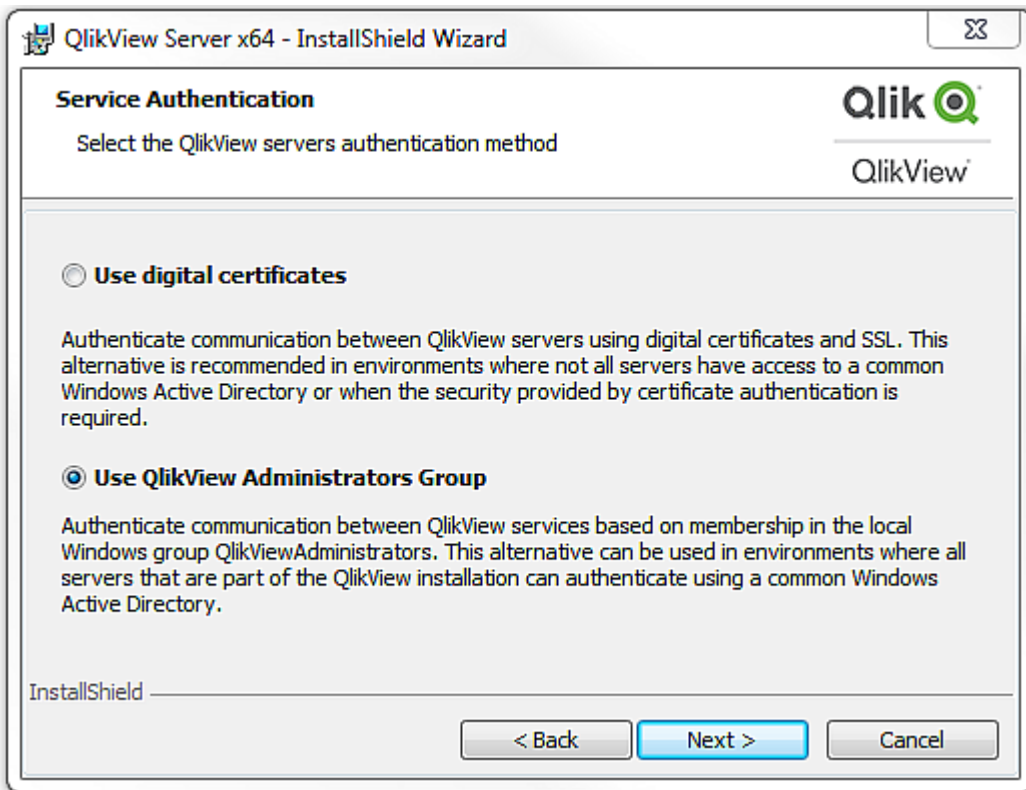 QlikView Server x64 - InstallShield Wizard
Service Authentication
Select the QlikView servers authentication method
Qlik
QlikView
Use digital certificates
Authenticate communication between QlikView servers using digital certificates and SSL. This
alternative is recommended in environments where not all servers have access to a common
Windows Active Directory or when the security provided by certificate authentication is
required.
Use QlikView Administrators Group
Authenticate communication between QlikView services based on membership in the local
Windows group QlikViewAdministrators. This alternative can be used in environments where all
servers that are part of the QlikView installation can authenticate using a common Windows
Active Directory.
InstallShield
< Back
Next >
Cancel